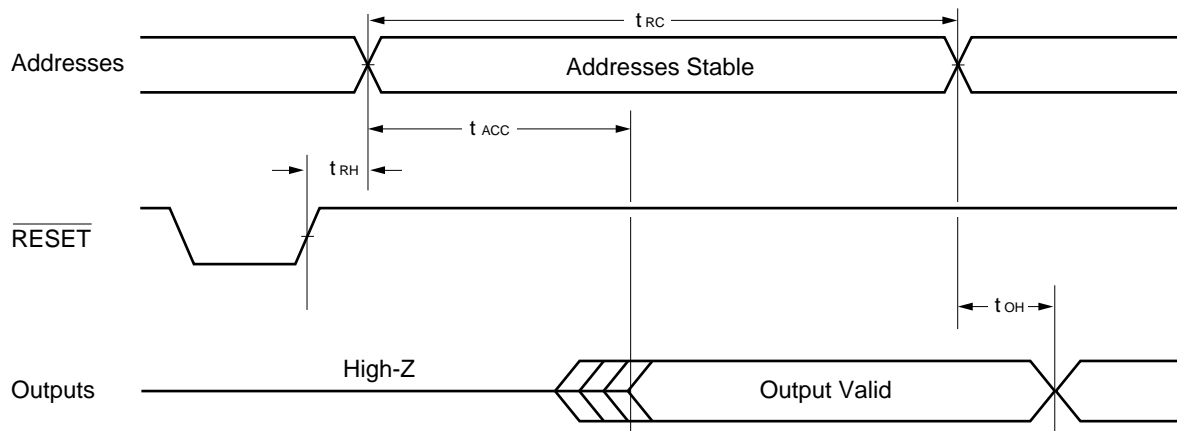 t RC
Addresses
Addresses Stable
t ACC
t RH
RESET
t OH
High-Z
Outputs
Output Valid